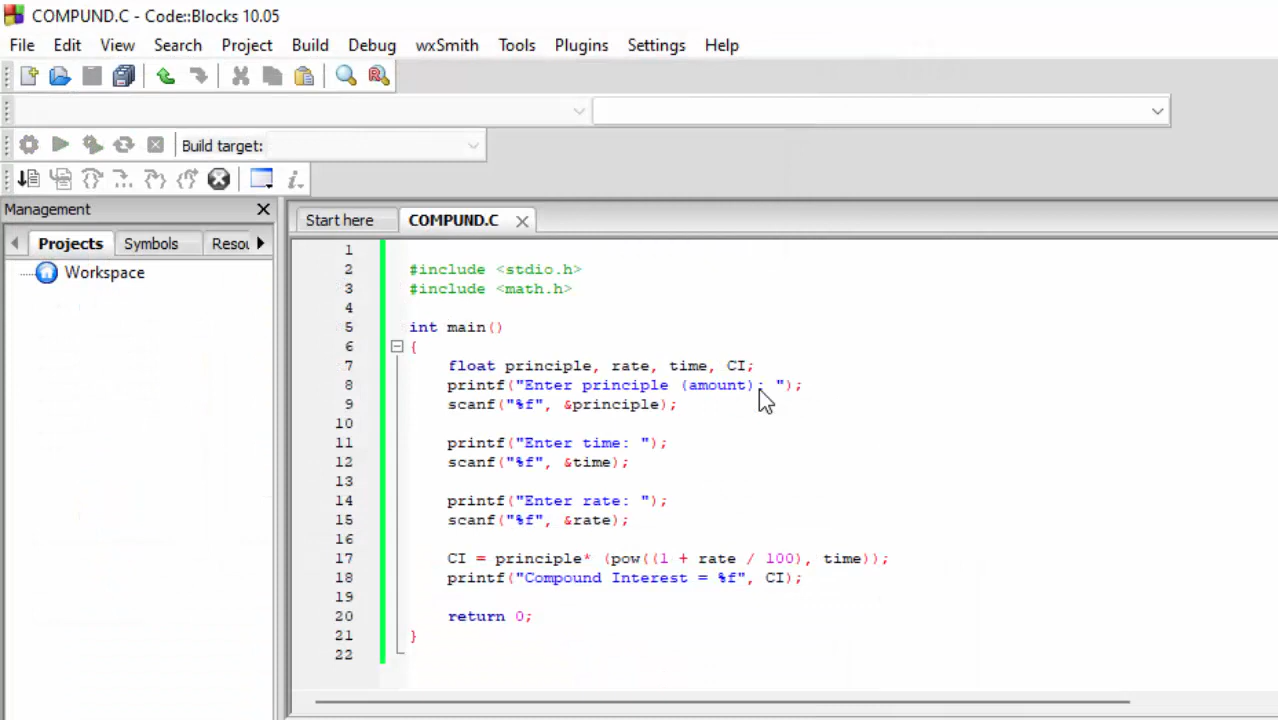 COMPUND.C - Code::Blocks 10.05
File Edit View Search Project Build Debug wxSmith Tools Plugins Settings Help
Build target:
Management
Projects Symbols Resou
Workspace
Start here COMPUND.C
1
2 #include <stdio.h>
3 #include <math.h>
4
5 int main()
6 {
7 float principle, rate, time, CI;
8 printf("Enter principle (amount): ");
9 scanf("%f", &principle);
10
11 printf("Enter time: ");
12 scanf("%f", &time);
13
14 printf("Enter rate: ");
15 scanf("%f", &rate);
16
17 CI = principle* (pow((1 + rate / 100), time));
18 printf("Compound Interest = %f", CI);
19
20 return 0;
21 }
22